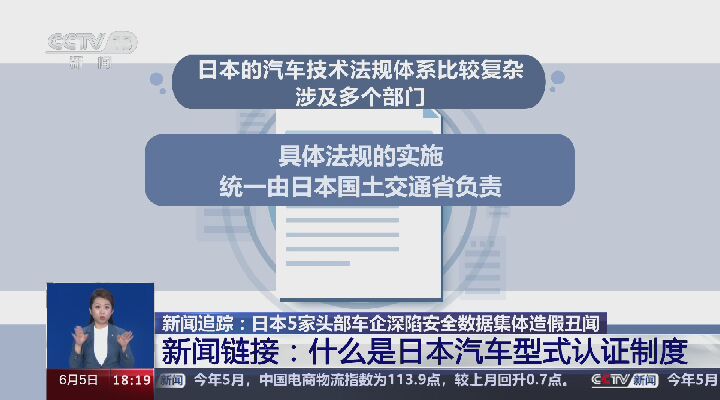 CCTV 13
新闻
日本的汽车技术法规体系比较复杂
涉及多个部门
具体法规的实施
统一由日本国土交通省负责
新闻追踪：日本5家头部车企深陷安全数据集体造假丑闻
新闻链接：什么是日本汽车型式认证制度
6月5日 18:19 新闻 今年5月，中国电商物流指数为113.9点，较上月回升0.7点。 CCTV 新闻 今年5月